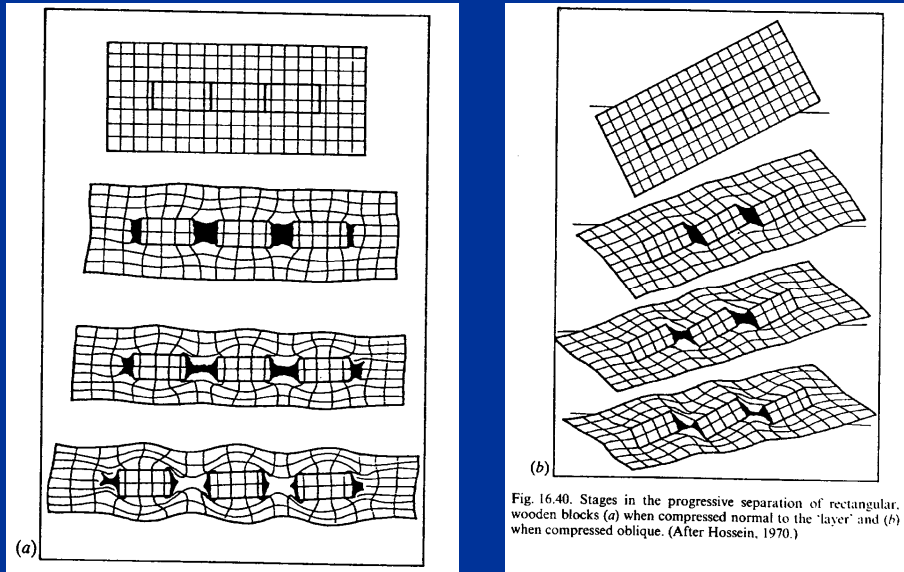 (a)
(b)
Fig. 16.40. Stages in the progressive separation of rectangular,
wooden blocks (a) when compressed normal to the 'layer' and (b)
when compressed oblique. (After Hossein, 1970.)